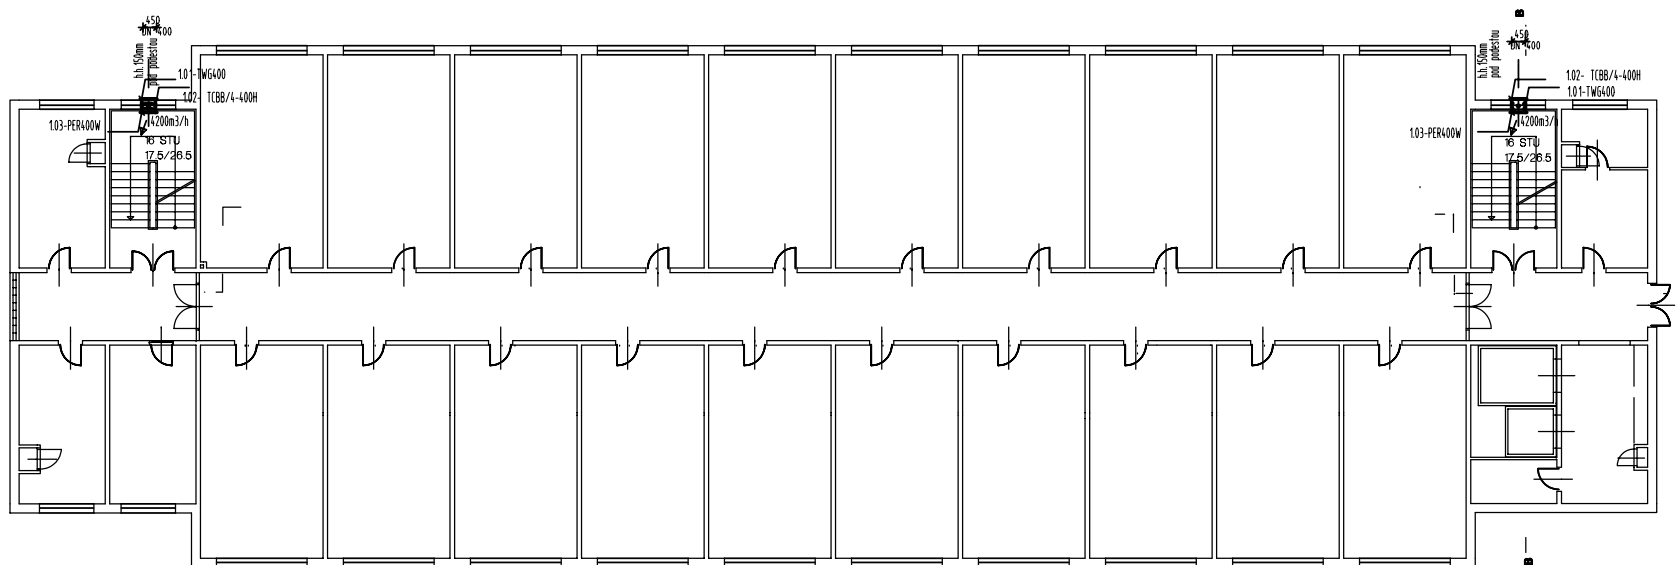 450
DN 400
h.h. 150mm
pod podestou
1.01-TWG400
1.02- TCBB/4-400H
1.03-PER400W
4200m3/h
16 STU
17.5/26.5
B
450
DN 400
h.h. 150mm
pod podestou
1.02- TCBB/4-400H
1.01-TWG400
1.03-PER400W
4200m3/h
16 STU
17.5/26.5
B